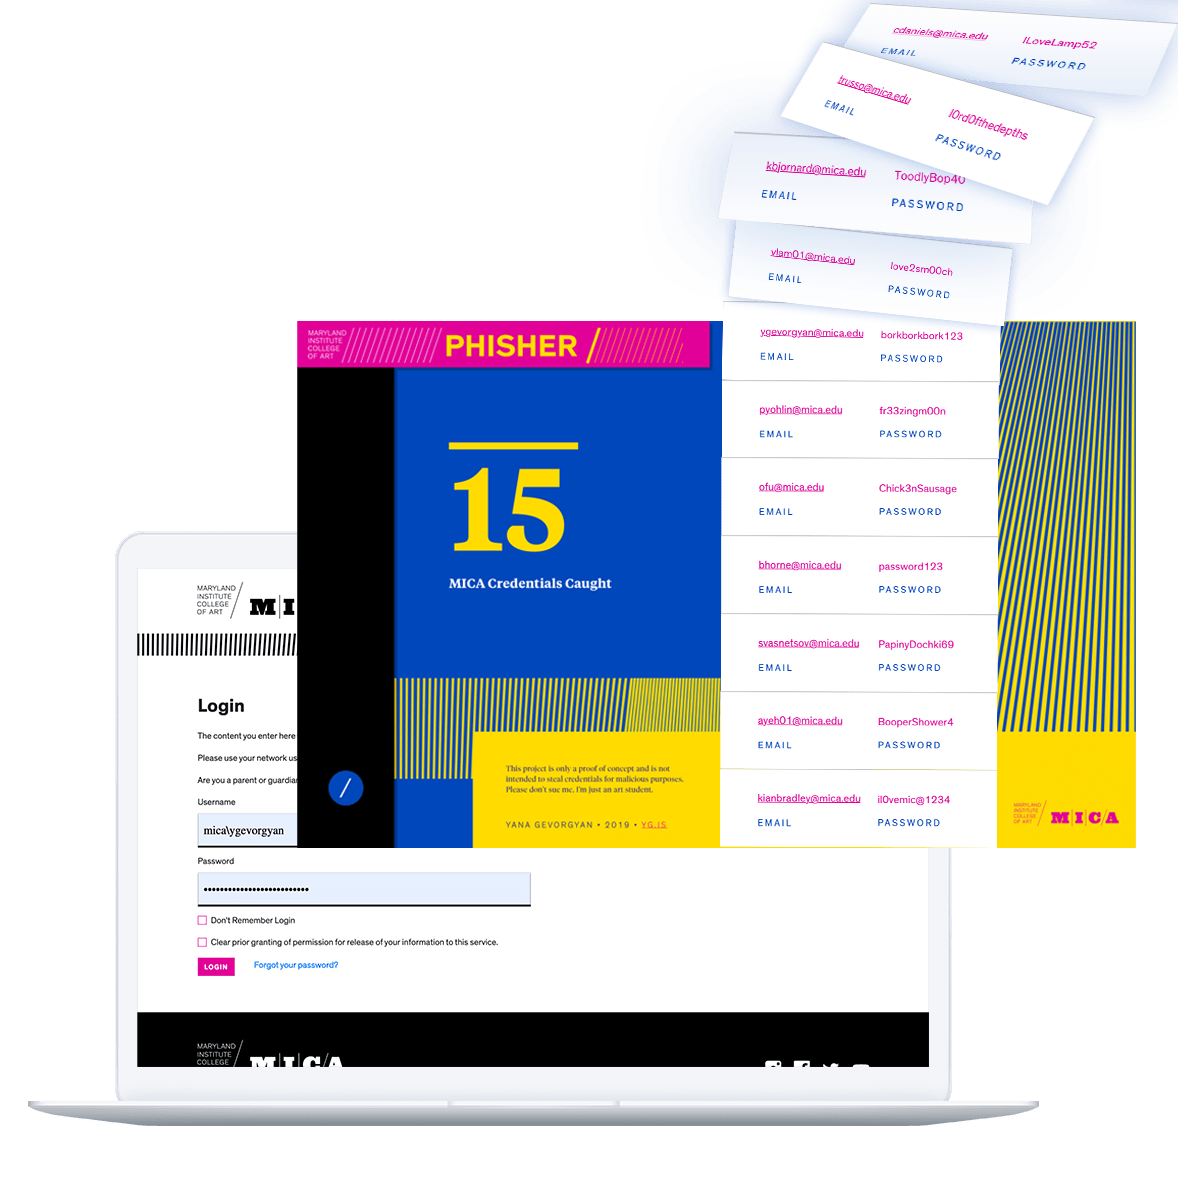 cdaniels@mica.edu ILoveLamp52
EMAIL PASSWORD
frusso@mica.edu l0rd0fthedepths
EMAIL PASSWORD
kbjornard@mica.edu ToodlyBop40
EMAIL PASSWORD
ylam01@mica.edu love2sm00ch
EMAIL PASSWORD
ygevorgyan@mica.edu borkborkbork123
EMAIL PASSWORD
pyohlin@mica.edu fr33zingm00n
EMAIL PASSWORD
ofu@mica.edu Chick3nSausage
EMAIL PASSWORD
bhorne@mica.edu password123
EMAIL PASSWORD
svasnetsov@mica.edu PapinyDochki69
EMAIL PASSWORD
ayeh01@mica.edu BooperShower4
EMAIL PASSWORD
kianbradley@mica.edu il0vemic@1234
EMAIL PASSWORD
MARYLAND
INSTITUTE
COLLEGE
OF ART
PHISHER
15
MICA Credentials Caught
This project is only a proof of concept and is not
intended to steal credentials for malicious purposes.
Please don't sue me, I'm just an art student.
YANA GEVORGYAN • 2019 • YG.IS
MARYLAND
INSTITUTE
COLLEGE
OF ART
MICA
MARYLAND
INSTITUTE
COLLEGE
OF ART
MI
Login
The content you enter here
Please use your network us
Are you a parent or guardia
Username
mica\ygevorgyan
Password
Don't Remember Login
Clear prior granting of permission for release of your information to this service.
LOGIN Forgot your password?
MARYLAND
INSTITUTE
COLLEGE
MICA